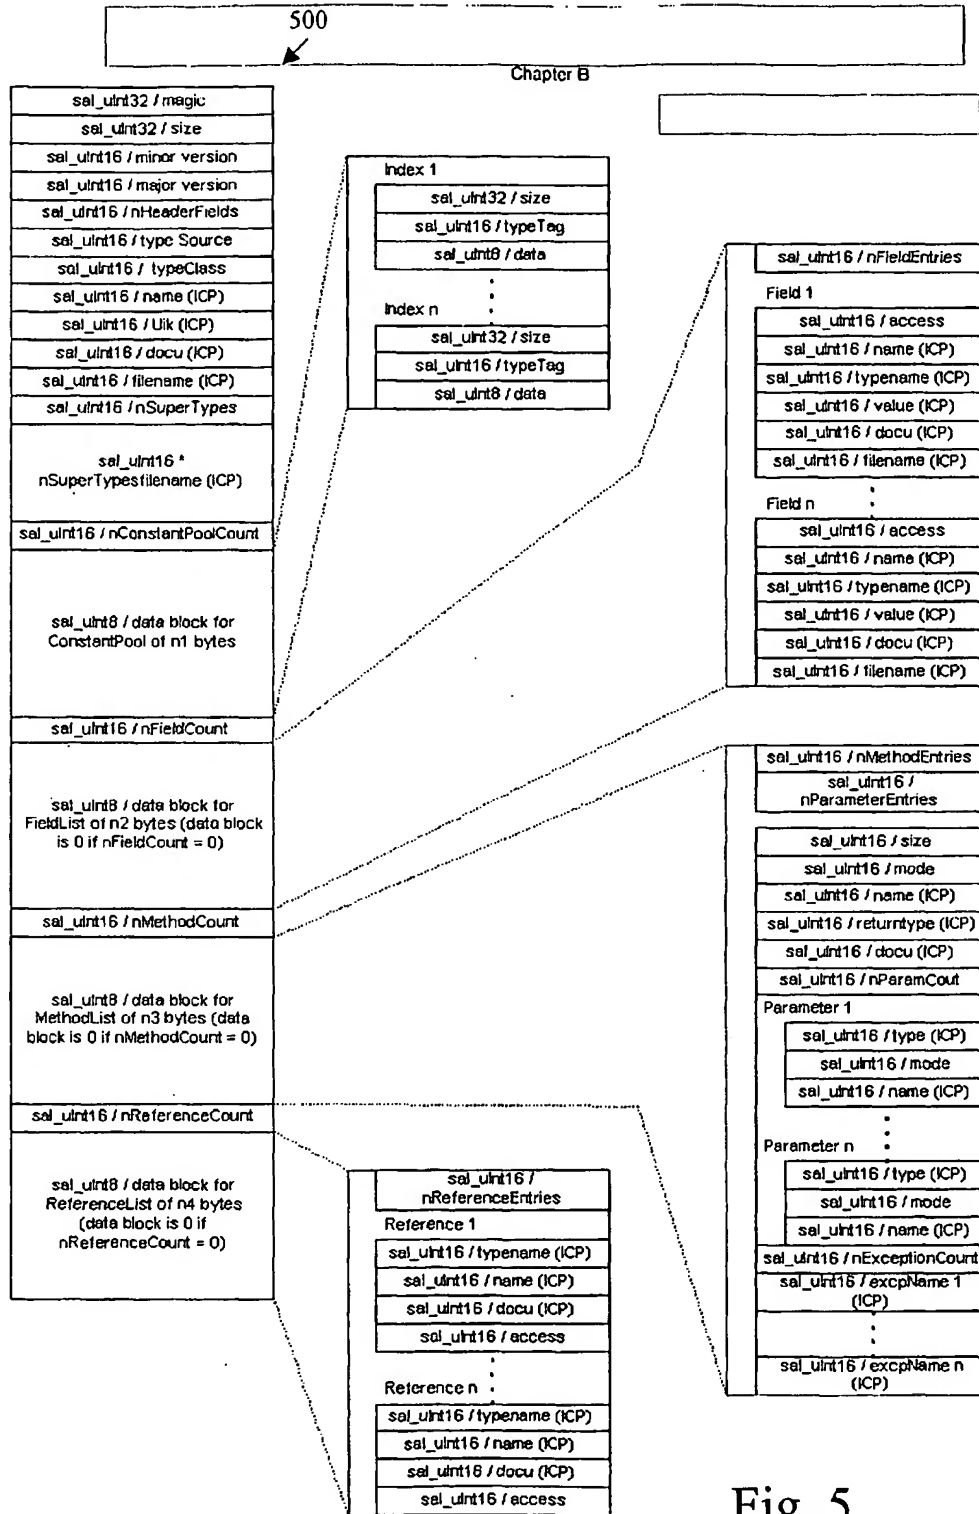 500
Chapter B
sal_uInt32 / magic
sal_uInt32 / size
sal_uInt16 / minor version
sal_uInt16 / major version
sal_uInt16 / nHeaderFields
sal_uInt16 / type Source
sal_uInt16 / typeClass
sal_uInt16 / name (ICP)
sal_uInt16 / Uik (ICP)
sal_uInt16 / docu (ICP)
sal_uInt16 / filename (ICP)
sal_uInt16 / nSuperTypes
sal_uInt16 *
nSuperTypesfilename (ICP)
sal_uInt16 / nConstantPoolCount
sal_uInt8 / data block for
ConstantPool of n1 bytes
sal_uInt16 / nFieldCount
sal_uInt8 / data block for
FieldList of n2 bytes (data block
is 0 if nFieldCount = 0)
sal_uInt16 / nMethodCount
sal_uInt8 / data block for
MethodList of n3 bytes (data
block is 0 if nMethodCount = 0)
sal_uInt16 / nReferenceCount
sal_uInt8 / data block for
ReferenceList of n4 bytes
(data block is 0 if
nReferenceCount = 0)
Index 1
sal_uInt32 / size
sal_uInt16 / typeTag
sal_uInt8 / data
Index n
sal_uInt32 / size
sal_uInt16 / typeTag
sal_uInt8 / data
sal_uInt16 / nFieldEntries
Field 1
sal_uInt16 / access
sal_uInt16 / name (ICP)
sal_uInt16 / typename (ICP)
sal_uInt16 / value (ICP)
sal_uInt16 / docu (ICP)
sal_uInt16 / filename (ICP)
Field n
sal_uInt16 / access
sal_uInt16 / name (ICP)
sal_uInt16 / typename (ICP)
sal_uInt16 / value (ICP)
sal_uInt16 / docu (ICP)
sal_uInt16 / filename (ICP)
sal_uInt16 / nMethodEntries
sal_uInt16 /
nParameterEntries
sal_uInt16 / size
sal_uInt16 / mode
sal_uInt16 / name (ICP)
sal_uInt16 / returntype (ICP)
sal_uInt16 / docu (ICP)
sal_uInt16 / nParamCout
Parameter 1
sal_uInt16 / type (ICP)
sal_uInt16 / mode
sal_uInt16 / name (ICP)
Parameter n
sal_uInt16 / type (ICP)
sal_uInt16 / mode
sal_uInt16 / name (ICP)
sal_uInt16 / nExceptionCount
sal_uInt16 / excpName 1
(ICP)
sal_uInt16 / excpName n
(ICP)
sal_uInt16 /
nReferenceEntries
Reference 1
sal_uInt16 / typename (ICP)
sal_uInt16 / name (ICP)
sal_uInt16 / docu (ICP)
sal_uInt16 / access
Reference n
sal_uInt16 / typename (ICP)
sal_uInt16 / name (ICP)
sal_uInt16 / docu (ICP)
sal_uInt16 / access
Fig. 5